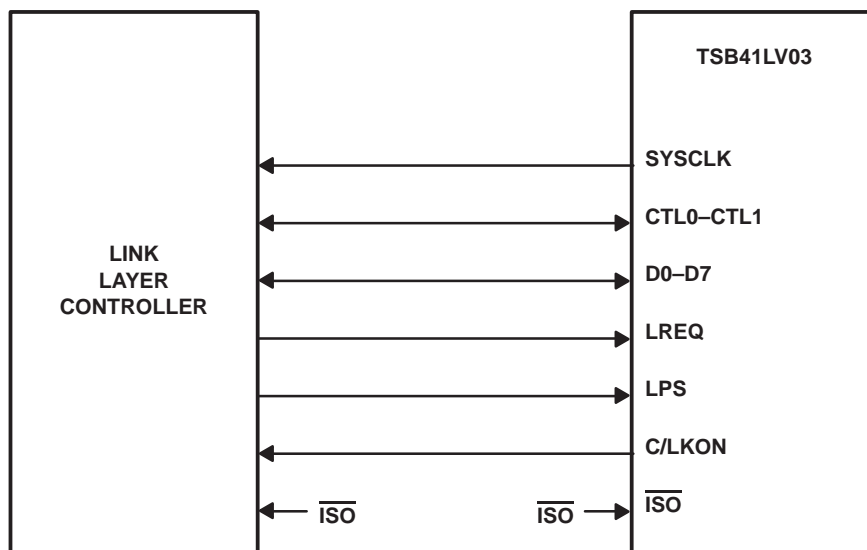 TSB41LV03
SYSCLK
CTL0–CTL1
LINK
LAYER
CONTROLLER
D0–D7
LREQ
LPS
C/LKON
ISO ISO ISO